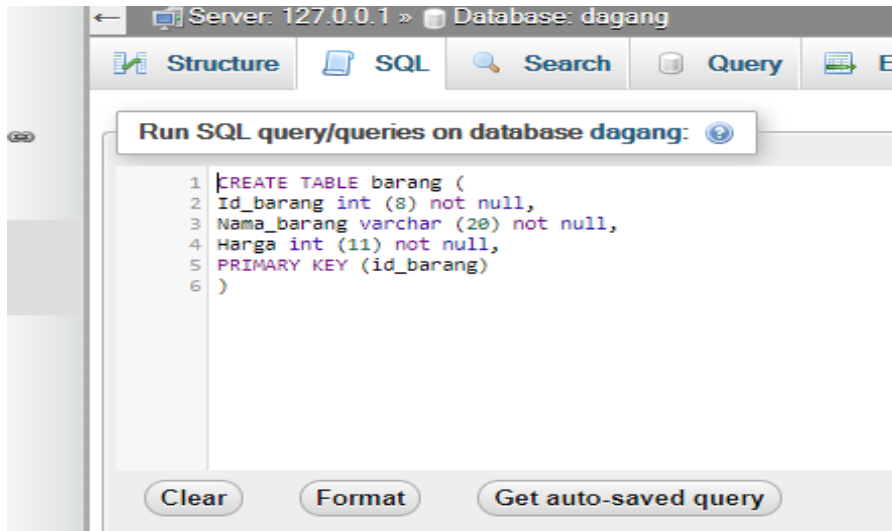 Server: 127.0.0.1 » Database: dagang
Structure SQL Search Query
Run SQL query/queries on database dagang:
1 CREATE TABLE barang (
2 Id_barang int (8) not null,
3 Nama_barang varchar (20) not null,
4 Harga int (11) not null,
5 PRIMARY KEY (id_barang)
6 )
Clear Format Get auto-saved query